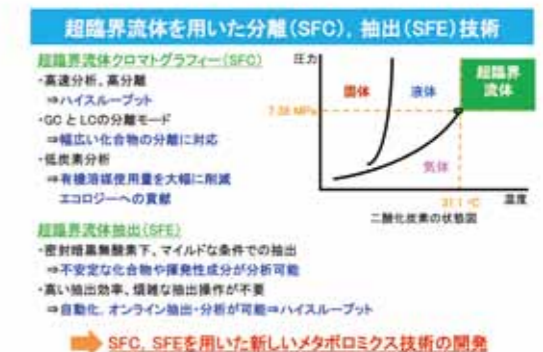 超臨界流体を用いた分離(SFC),抽出(SFE)技術
超臨界流体クロマトグラフィー(SFC)
・高速分析、高分離
⇒ハイスループット
・GC とLCの分離モード
⇒幅広い化合物の分離に対応
・低炭素分析
⇒有機溶媒使用量を大幅に削減
エコロジーへの貢献
圧力
固体
液体
超臨界
流体
7.38 MPa
気体
31.1 ℃
温度
二酸化炭素の状態図
超臨界流体抽出(SFE)
・密封暗黒無酸素下、マイルドな条件での抽出
⇒不安定な化合物や揮発性成分が分析可能
・高い抽出効率、煩雑な抽出操作が不要
⇒自動化、オンライン抽出・分析が可能⇒ハイスループット
SFC, SFEを用いた新しいメタボロミクス技術の開発